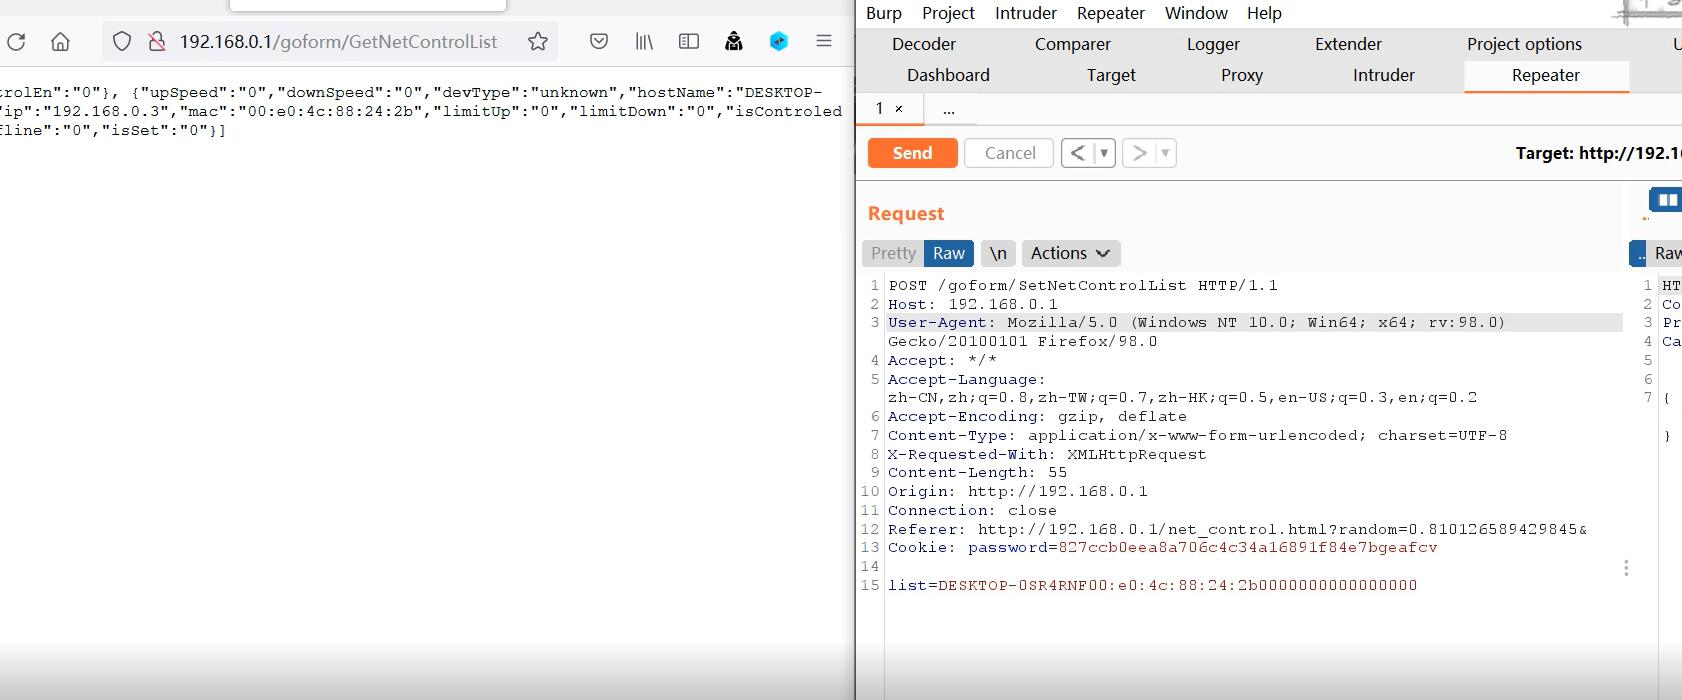 192.168.0.1/goform/GetNetControlList
trolEn":"0"}, {"upSpeed":"0","downSpeed":"0","devType":"unknown","hostName":"DESKTOP-
"ip":"192.168.0.3","mac":"00:e0:4c:88:24:2b","limitUp":"0","limitDown":"0","isControled
fline":"0","isSet":"0"}]
Burp Project Intruder Repeater Window Help
Decoder Comparer Logger Extender Project options U
Dashboard Target Proxy Intruder Repeater
1 × ...
Send Cancel < > Target: http://192.1
Request
Pretty Raw \n Actions
.. Raw
1 POST /goform/SetNetControlList HTTP/1.1
2 Host: 192.168.0.1
3 User-Agent: Mozilla/5.0 (Windows NT 10.0; Win64; x64; rv:98.0)
Gecko/20100101 Firefox/98.0
4 Accept: */*
5 Accept-Language:
zh-CN,zh;q=0.8,zh-TW;q=0.7,zh-HK;q=0.5,en-US;q=0.3,en;q=0.2
6 Accept-Encoding: gzip, deflate
7 Content-Type: application/x-www-form-urlencoded; charset=UTF-8
8 X-Requested-With: XMLHttpRequest
9 Content-Length: 55
10 Origin: http://192.168.0.1
11 Connection: close
12 Referer: http://192.168.0.1/net_control.html?random=0.810126589429845&
13 Cookie: password=827ccb0eea8a706c4c34a16891f84e7bgeafcv
14
15 list=DESKTOP-0SR4RNF00:e0:4c:88:24:2b0000000000000000
1 HT
2 Co
3 Pr
4 Ca
5
6
7 {
}